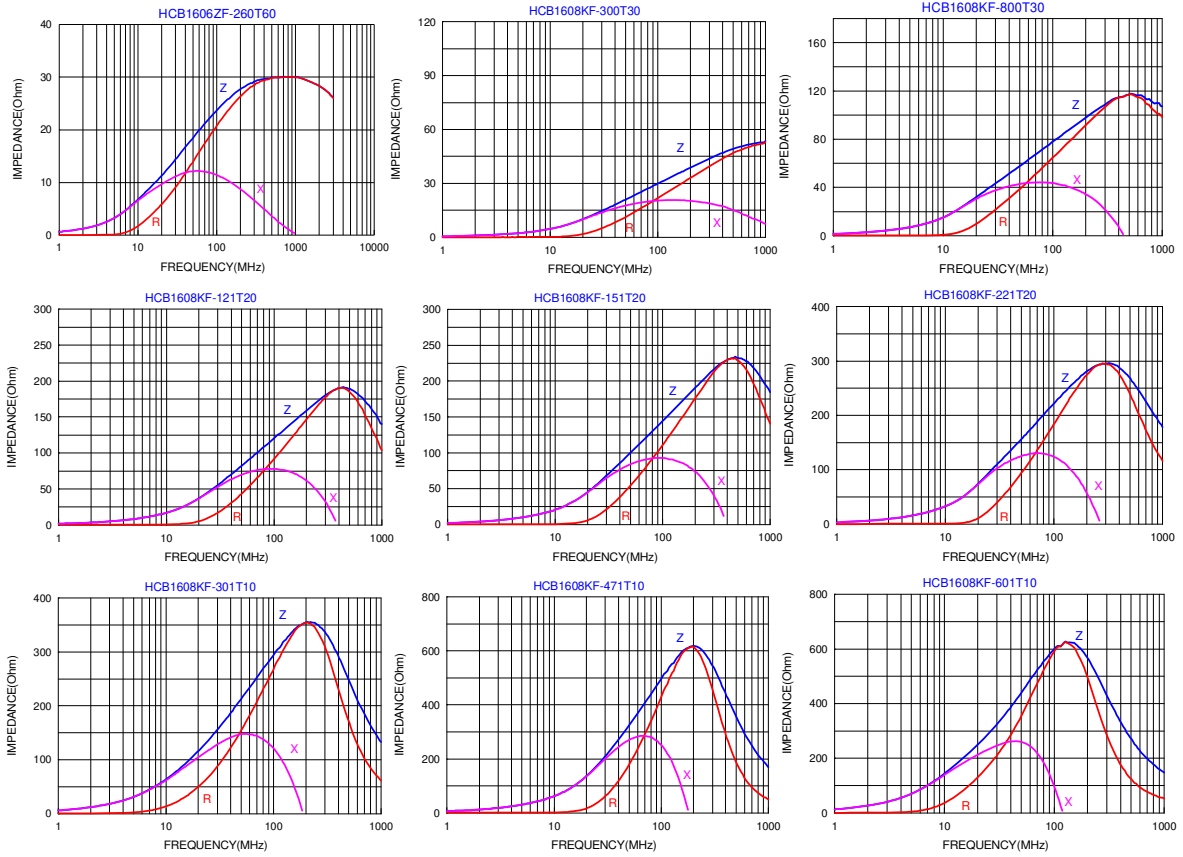 HCB1606ZF-260T60
IMPEDANCE(Ohm)
40
30
20
10
0
Z
X
R
1 10 100 1000 10000
FREQUENCY(MHz)
HCB1608KF-300T30
IMPEDANCE(Ohm)
120
90
60
30
0
Z
R
X
1 10 100 1000
FREQUENCY(MHz)
HCB1608KF-800T30
IMPEDANCE(Ohm)
160
120
80
40
0
Z
X
R
1 10 100 1000
FREQUENCY(MHz)
HCB1608KF-121T20
IMPEDANCE(Ohm)
300
250
200
150
100
50
0
Z
X
R
1 10 100 1000
FREQUENCY(MHz)
HCB1608KF-151T20
IMPEDANCE(Ohm)
300
250
200
150
100
50
0
Z
X
R
1 10 100 1000
FREQUENCY(MHz)
HCB1608KF-221T20
IMPEDANCE(Ohm)
400
300
200
100
0
Z
X
R
1 10 100 1000
FREQUENCY(MHz)
HCB1608KF-301T10
IMPEDANCE(Ohm)
400
350
300
250
200
150
100
50
0
Z
X
R
1 10 100 1000
FREQUENCY(MHz)
HCB1608KF-471T10
IMPEDANCE(Ohm)
800
600
400
200
0
Z
X
R
1 10 100 1000
FREQUENCY(MHz)
HCB1608KF-601T10
IMPEDANCE(Ohm)
800
600
400
200
0
Z
R
X
1 10 100 1000
FREQUENCY(MHz)